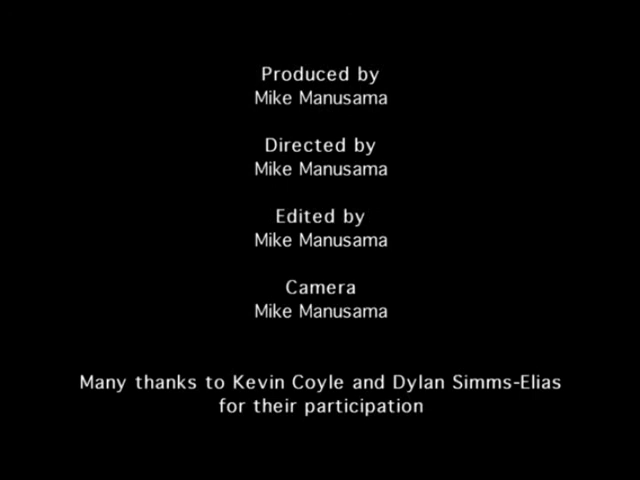 Produced by
Mike Manusama
Directed by
Mike Manusama
Edited by
Mike Manusama
Camera
Mike Manusama
Many thanks to Kevin Coyle and Dylan Simms-Elias
for their participation